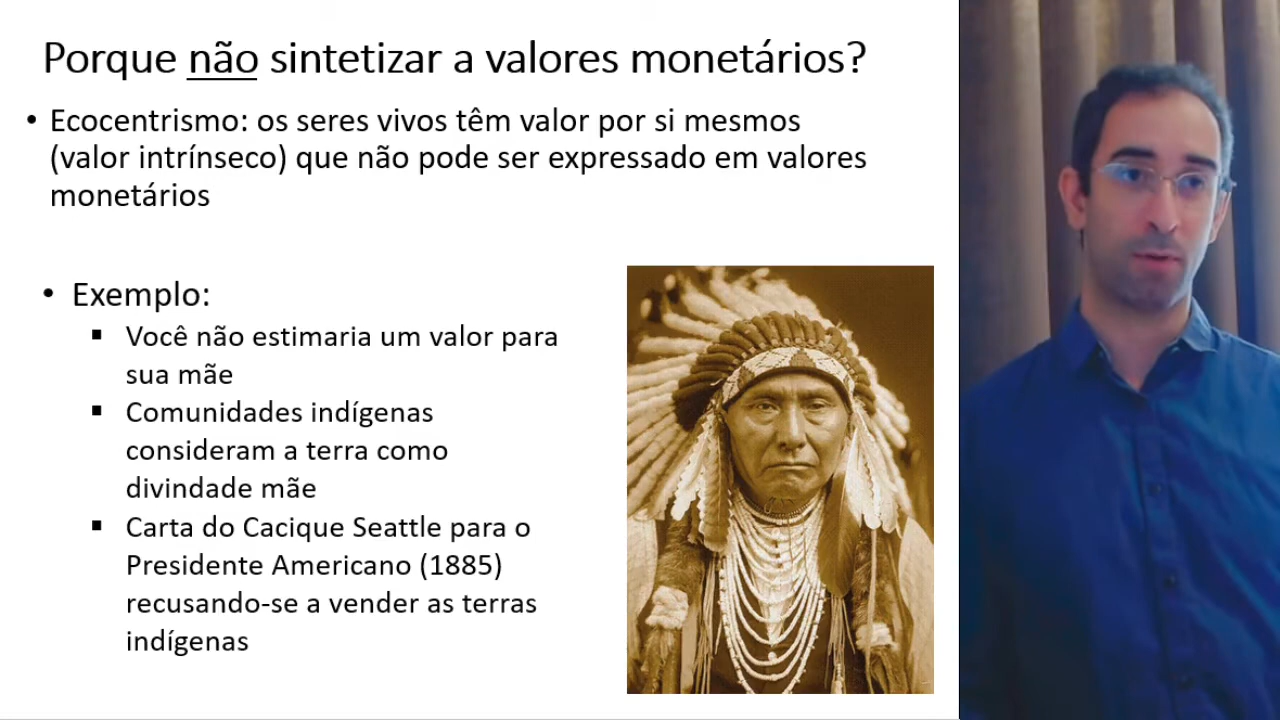 Porque não sintetizar a valores monetários?
• Ecocentrismo: os seres vivos têm valor por si mesmos
(valor intrínseco) que não pode ser expressado em valores
monetários
• Exemplo:
▪ Você não estimaria um valor para
sua mãe
▪ Comunidades indígenas
consideram a terra como
divindade mãe
▪ Carta do Cacique Seattle para o
Presidente Americano (1885)
recusando-se a vender as terras
indígenas